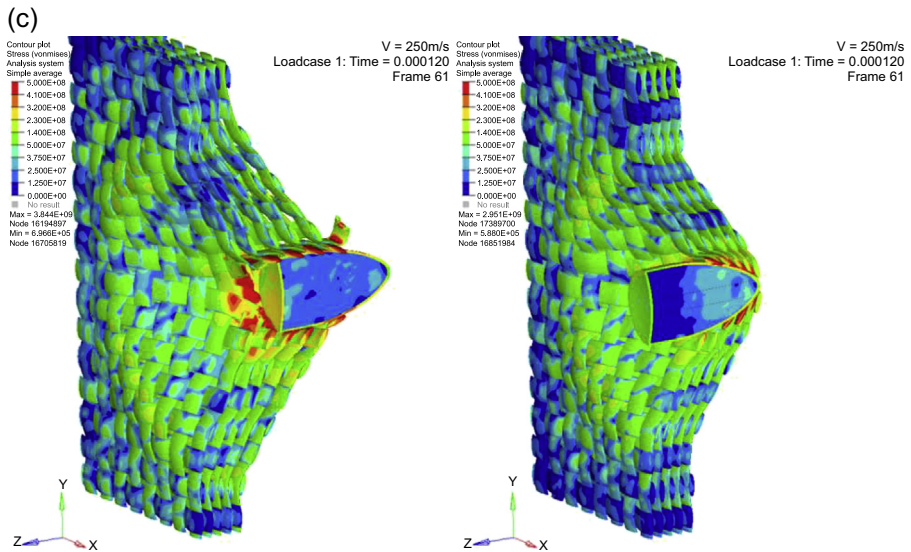 (c)
Contour plot
Stress (vonmises)
Analysis system
Simple average
5.000E+08
4.100E+08
3.200E+08
2.300E+08
1.400E+08
5.000E+07
3.750E+07
2.500E+07
1.250E+07
0.000E+00
No result
Max = 3.844E+09
Node 16194897
Min = 6.966E+05
Node 16705819
V = 250m/s
Loadcase 1: Time = 0.000120
Frame 61
Y
Z
X
Contour plot
Stress (vonmises)
Analysis system
Simple average
5.000E+08
4.100E+08
3.200E+08
2.300E+08
1.400E+08
5.000E+07
3.750E+07
2.500E+07
1.250E+07
0.000E+00
No result
Max = 2.951E+09
Node 17389700
Min = 5.880E+05
Node 16851984
V = 250m/s
Loadcase 1: Time = 0.000120
Frame 61
Y
Z
X